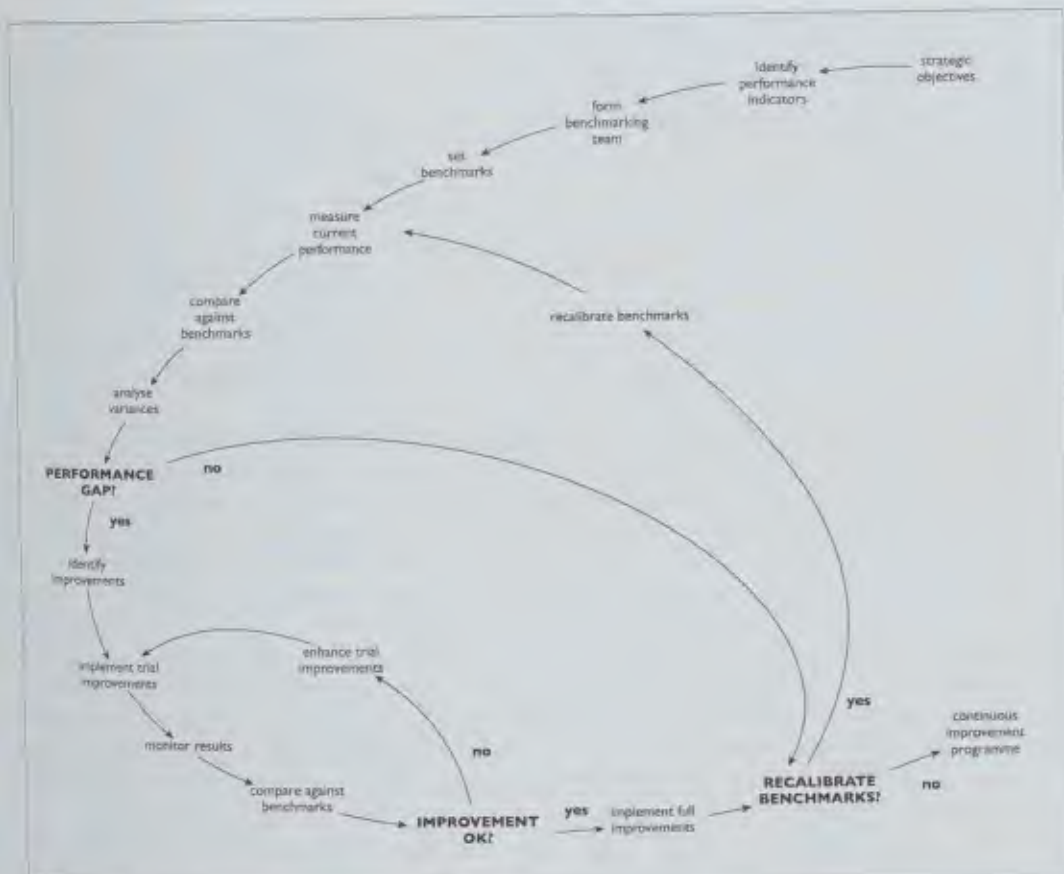 strategic
objectives
identify
performance
indicators
form
benchmarking
team
set
benchmarks
measure
current
performance
compare
against
benchmarks
recalibrate benchmarks
analyse
variances
PERFORMANCE
GAP?
no
yes
identify
improvements
implement trial
improvements
enhance trial
improvements
monitor results
compare against
benchmarks
no
IMPROVEMENT
OK?
yes
implement full
improvements
RECALIBRATE
BENCHMARKS?
yes
no
continuous
improvement
programme